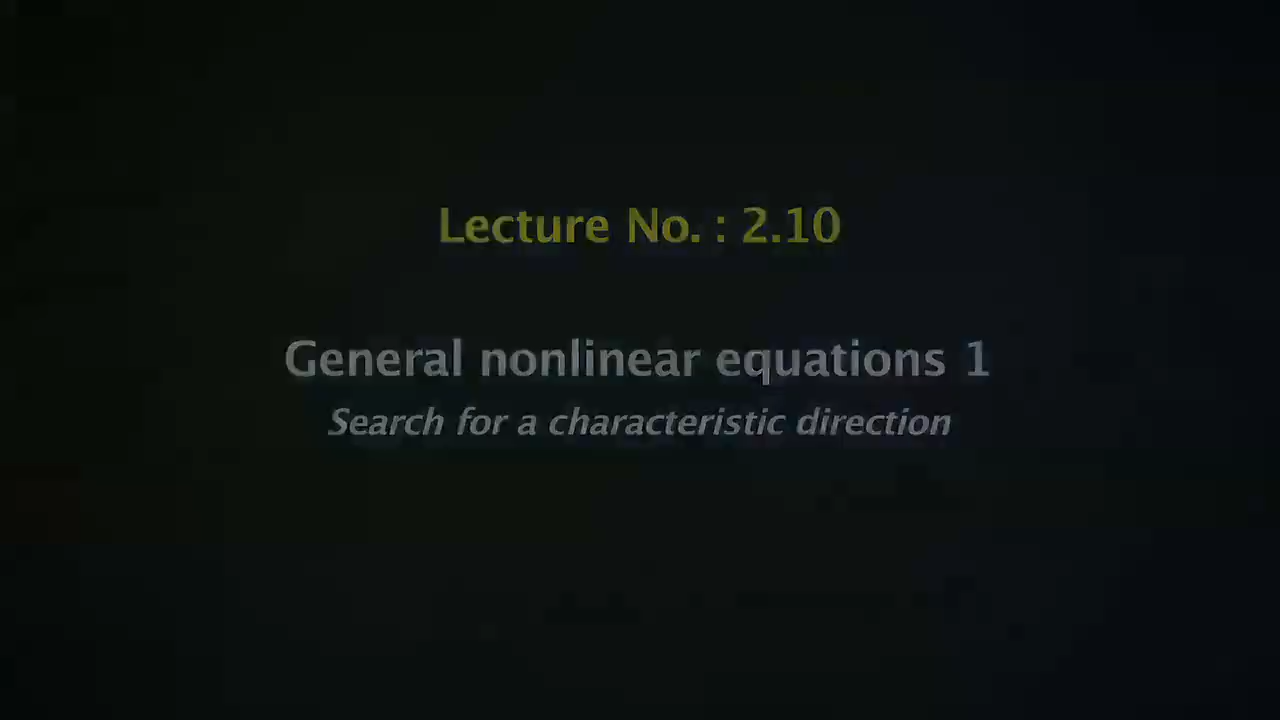 Lecture No. : 2.10
General nonlinear equations 1
Search for a characteristic direction